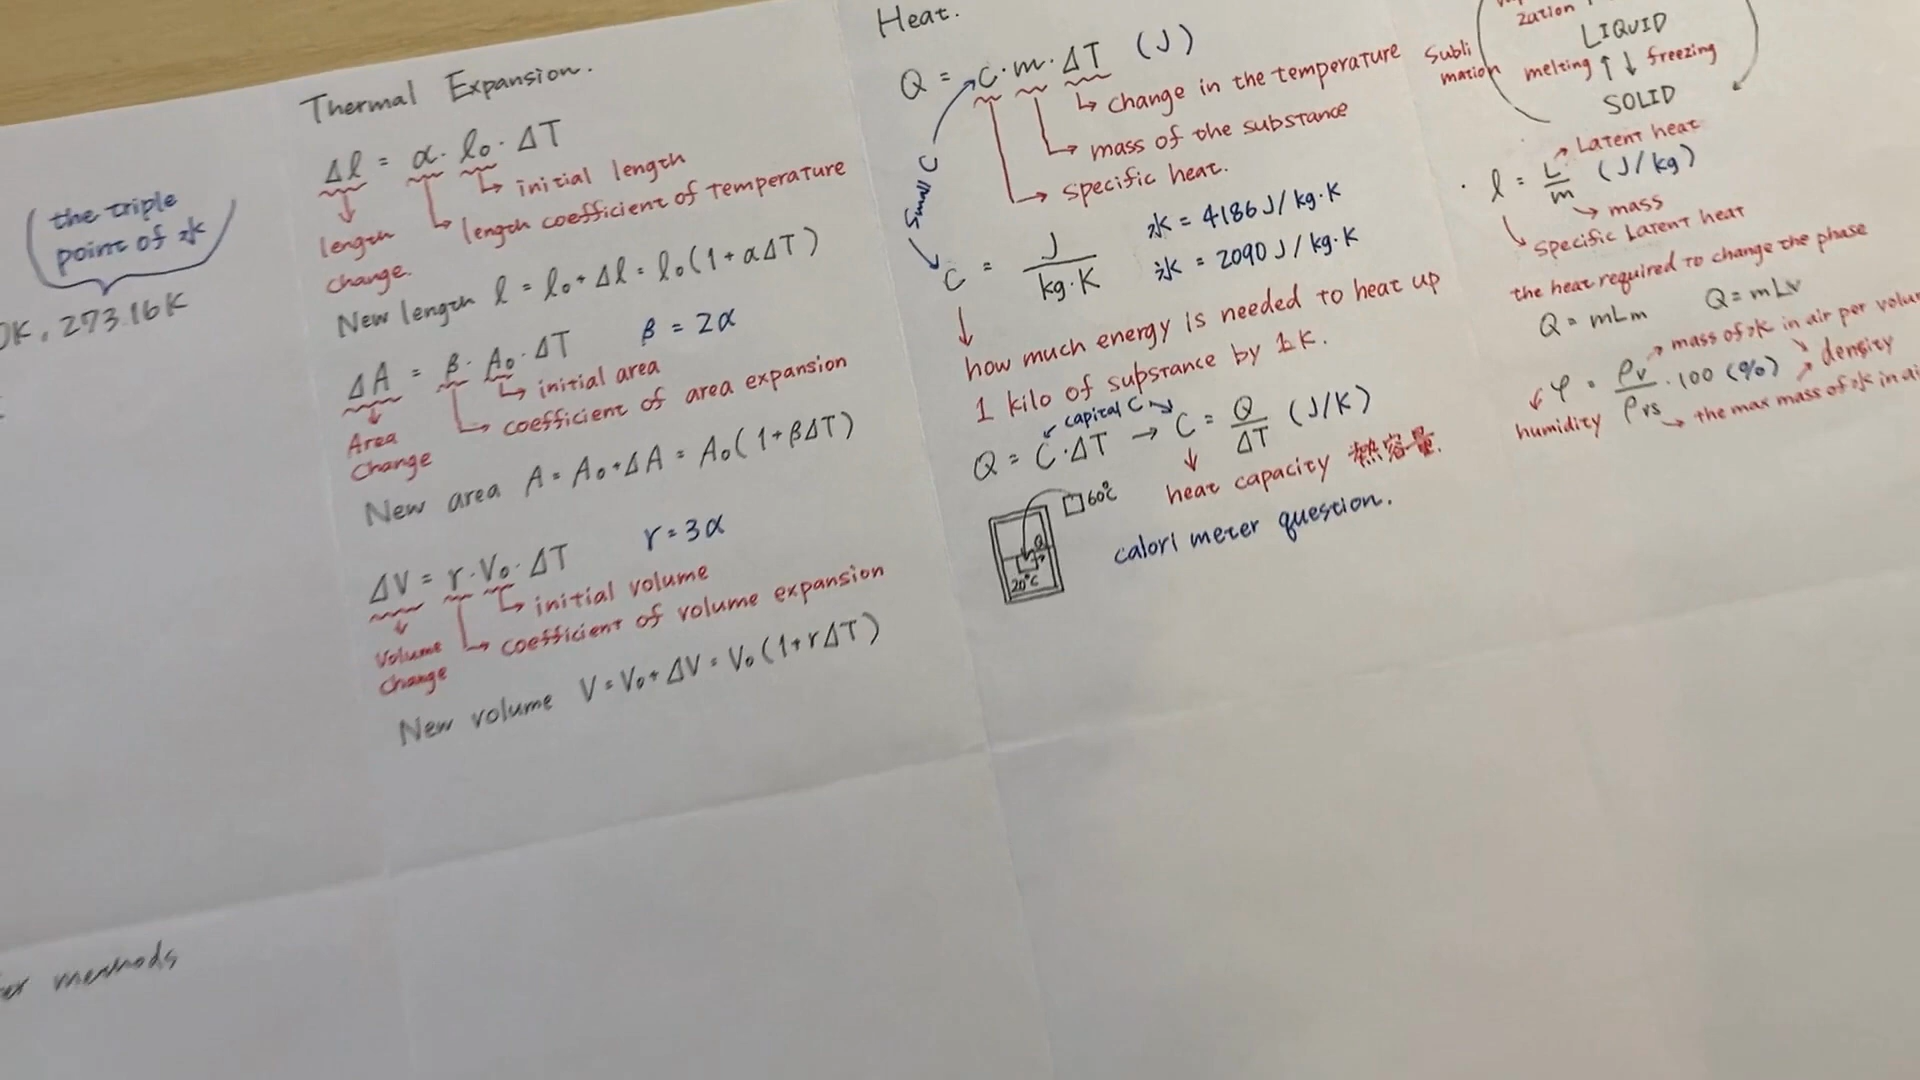 the triple
point of 水
0K, 273.16K
Thermal Expansion.
Δl = α · l₀ · ΔT
initial length
length coefficient of temperature
length
change.
New length l = l₀ + Δl = l₀ (1 + αΔT)
ΔA = β · A₀ · ΔT β = 2α
initial area
coefficient of area expansion
Area
Change
New area A = A₀ + ΔA = A₀ (1 + βΔT)
ΔV = r · V₀ · ΔT r = 3α
initial volume
coefficient of volume expansion
Volume
Change
New volume V = V₀ + ΔV = V₀ (1 + rΔT)
methods
Heat.
Q = C · m · ΔT (J)
change in the temperature
mass of the substance
specific heat.
small C
C = J / kg·K
水 = 4186 J / kg·K
氷 = 2090 J / kg·K
how much energy is needed to heat up
1 kilo of substance by 1K.
capital C
Q = C · ΔT → C = Q / ΔT (J/K)
heat capacity 热容量.
60°C
Q
20°C
calori meter question.
zation
LIQUID
Subli
mation
melting ↑ ↓ freezing
SOLID
Latent heat
· l = L / m (J/kg)
mass
specific Latent heat
the heat required to change the phase
Q = mLm Q = mLv
mass of 水 in air per volu
φ = ρv / ρvs · 100 (%) density
humidity the max mass of 水 in ai